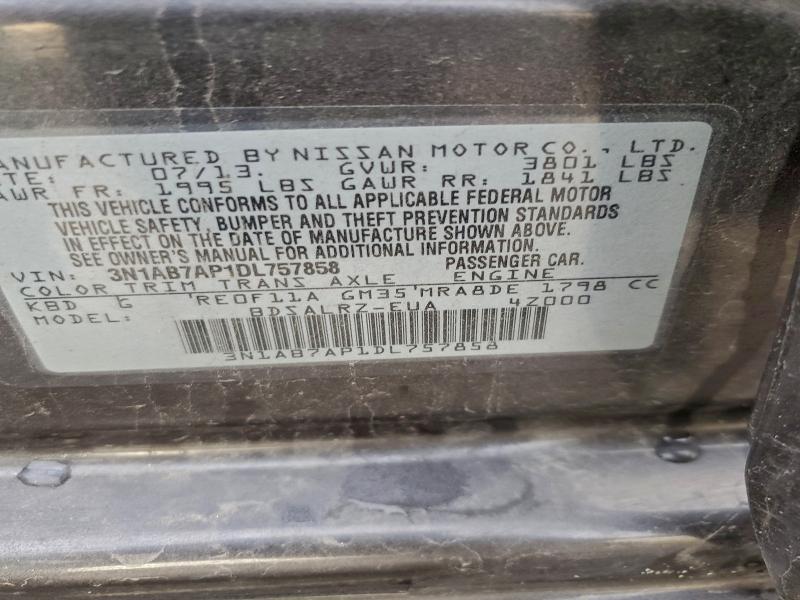 MANUFACTURED BY NISSAN MOTOR CO., LTD.
DATE: 07/13. GVWR: 3801 LBS
GAWR FR: 1995 LBS GAWR RR: 1841 LBS
THIS VEHICLE CONFORMS TO ALL APPLICABLE FEDERAL MOTOR
VEHICLE SAFETY, BUMPER AND THEFT PREVENTION STANDARDS
IN EFFECT ON THE DATE OF MANUFACTURE SHOWN ABOVE.
SEE OWNER'S MANUAL FOR ADDITIONAL INFORMATION.
VIN: 3N1AB7AP1DL757858 PASSENGER CAR.
COLOR TRIM TRANS AXLE ENGINE
KBD G RE0F11A GM35 MRA8DE 1798 CC
MODEL: BDSALRZ-EUA 4Z000
3N1AB7AP1DL757858